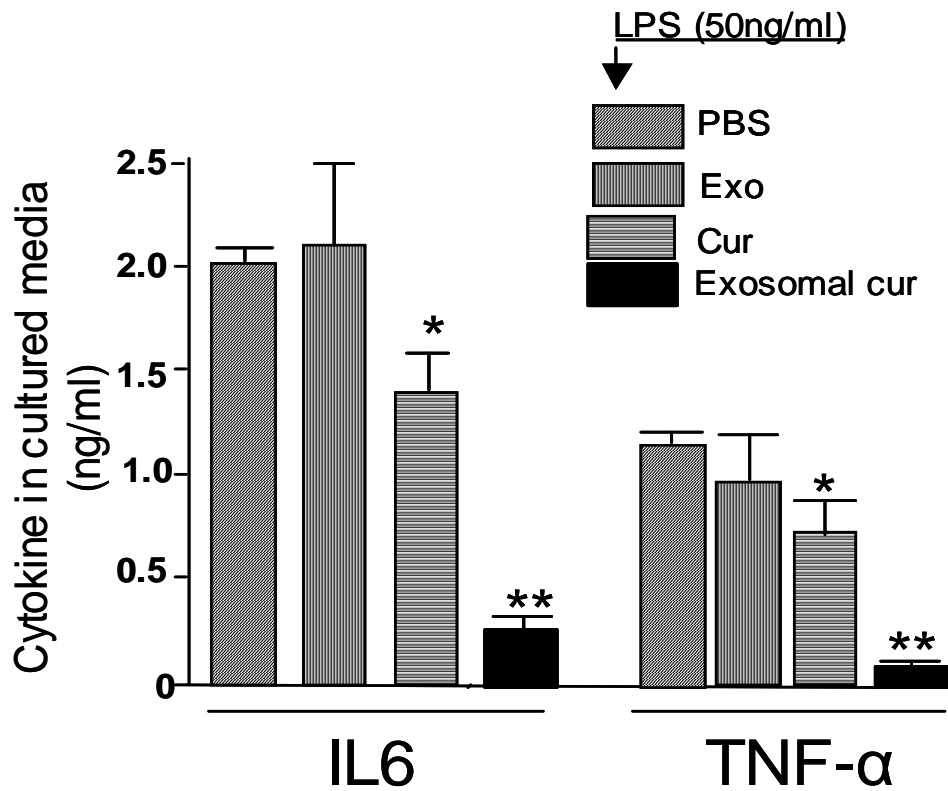 LPS (50ng/ml)
PBS
Exo
Cur
Exosomal cur
Cytokine in cultured media
(ng/ml)
2.5
2.0
1.5
1.0
0.5
0
*
**
*
**
IL6
TNF-α